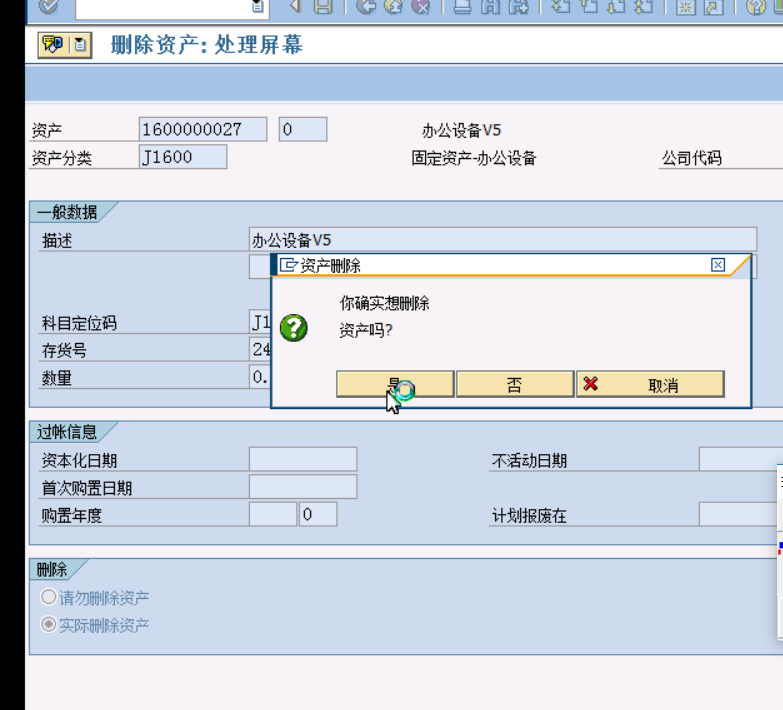 删除资产: 处理屏幕
资产 1600000027 0 办公设备V5
资产分类 J1600 固定资产-办公设备 公司代码
一般数据
描述 办公设备V5
资产删除
你确实想删除
资产吗?
科目定位码 J1
存货号 24
数量 0.
是 否 取消
过帐信息
资本化日期 不活动日期
首次购置日期
购置年度 0 计划报废在
删除
请勿删除资产
实际删除资产